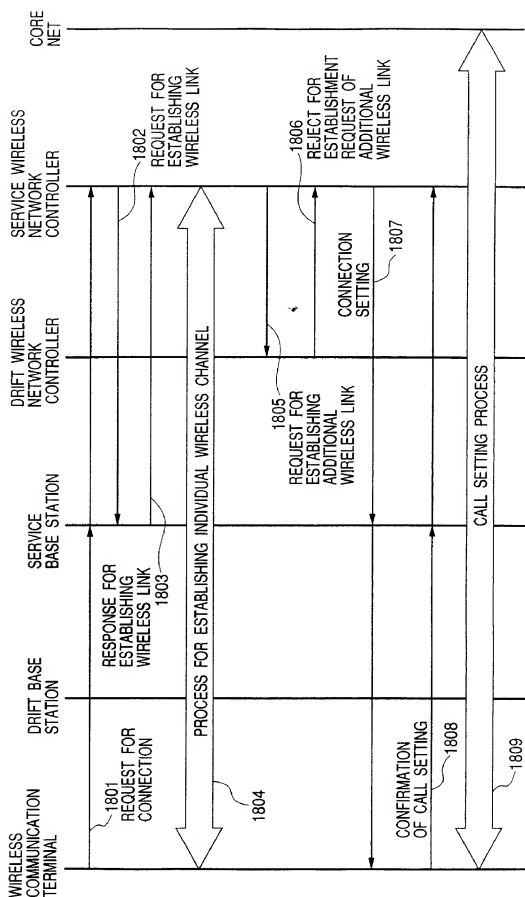 WIRELESS
COMMUNICATION
TERMINAL
DRIFT BASE
STATION
SERVICE
BASE STATION
DRIFT WIRELESS
NETWORK
CONTROLLER
SERVICE WIRELESS
NETWORK
CONTROLLER
CORE
NET
1801
REQUEST FOR
CONNECTION
1802
REQUEST FOR
ESTABLISHING
WIRELESS LINK
RESPONSE FOR
ESTABLISHING
WIRELESS LINK
1803
PROCESS FOR ESTABLISHING INDIVIDUAL WIRELESS CHANNEL
1804
1805
REQUEST FOR
ESTABLISHING
ADDITIONAL
WIRELESS LINK
1806
REJECT FOR
ESTABLISHMENT
REQUEST OF
ADDITIONAL
WIRELESS LINK
CONNECTION
SETTING
1807
CONFIRMATION
OF CALL SETTING
1808
CALL SETTING PROCESS
1809